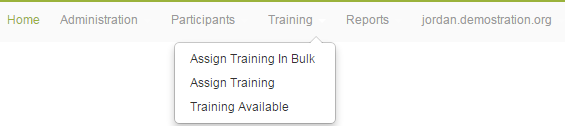 Home Administration Participants Training Reports jordan.demostration.org
Assign Training In Bulk
Assign Training
Training Available